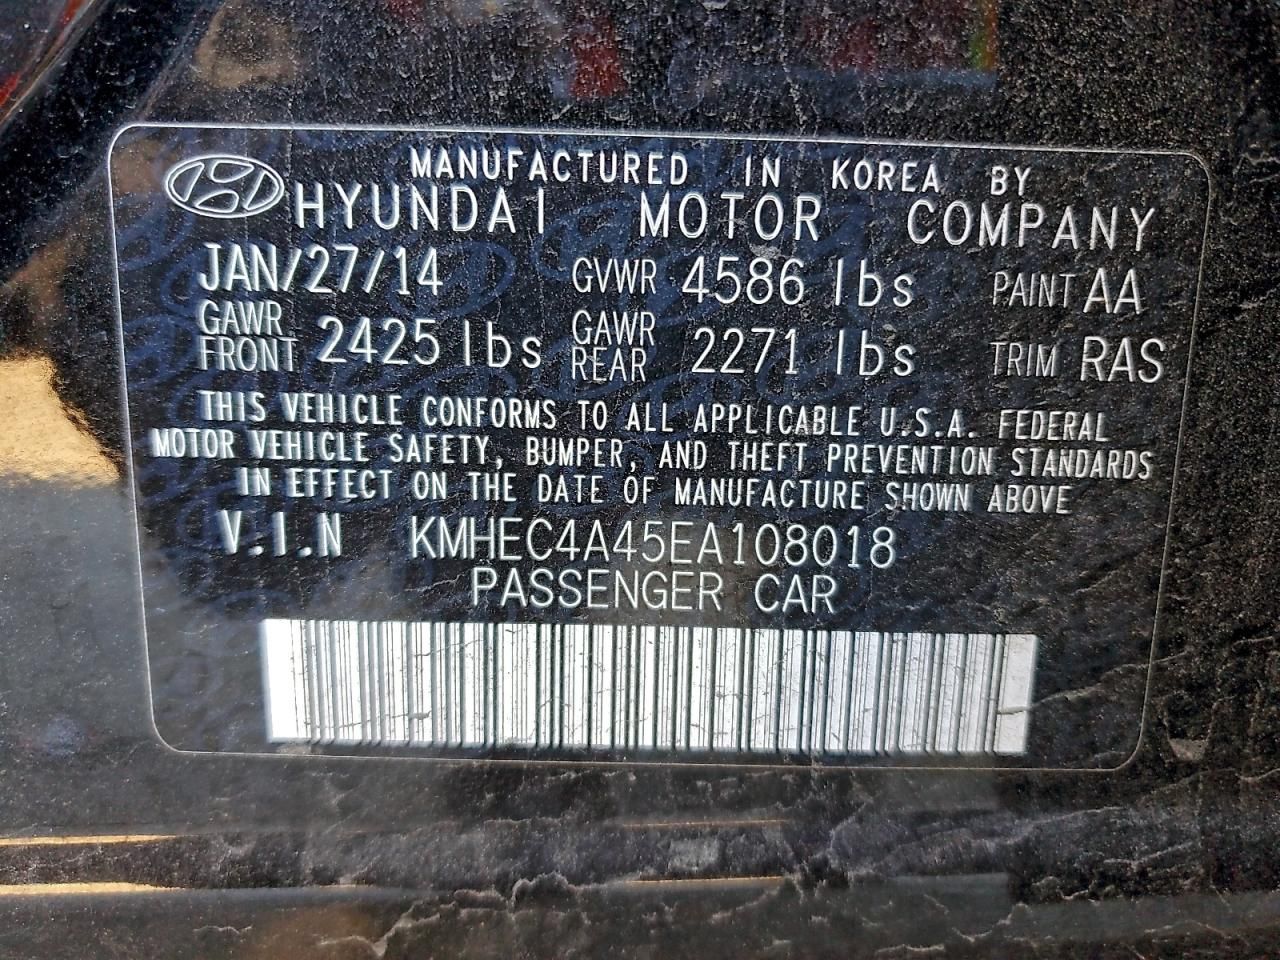 MANUFACTURED IN KOREA BY
HYUNDAI MOTOR COMPANY
JAN/27/14 GVWR 4586 lbs PAINT AA
GAWR FRONT 2425 lbs GAWR REAR 2271 lbs TRIM RAS
THIS VEHICLE CONFORMS TO ALL APPLICABLE U.S.A. FEDERAL
MOTOR VEHICLE SAFETY, BUMPER, AND THEFT PREVENTION STANDARDS
IN EFFECT ON THE DATE OF MANUFACTURE SHOWN ABOVE
V.I.N KMHEC4A45EA108018
PASSENGER CAR